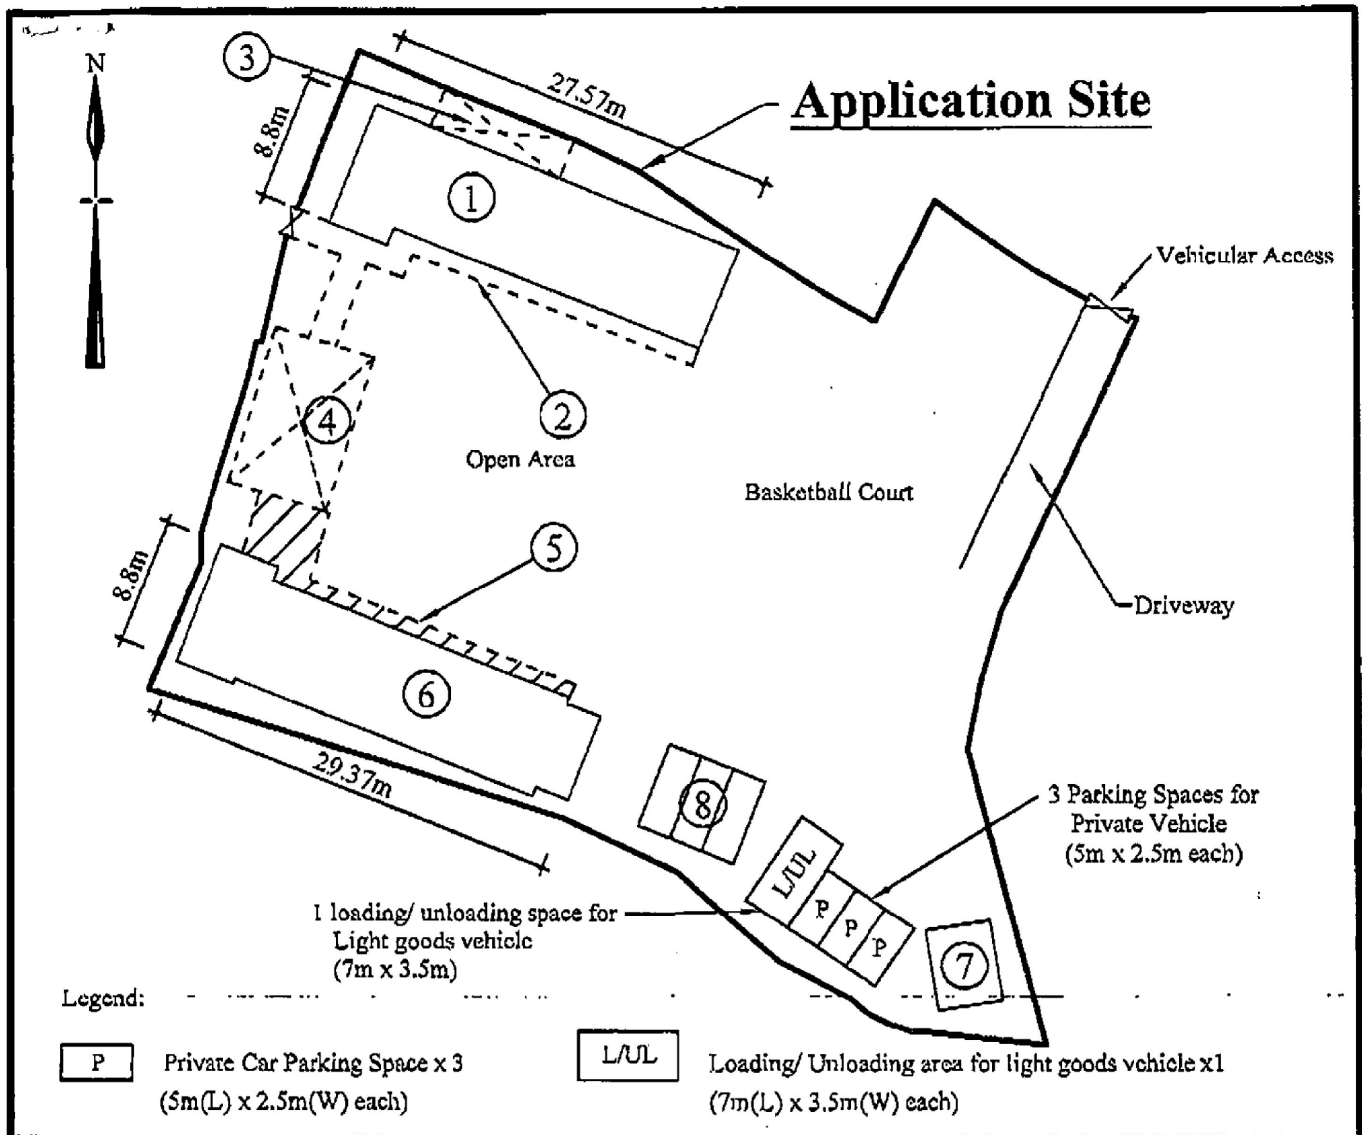 N
3
27.57m
Application Site
8.8m
1
Vehicular Access
4
2
Open Area
Basketball Court
5
8.8m
Driveway
6
29.37m
8
3 Parking Spaces for
Private Vehicle
(5m x 2.5m each)
L/UL
1 loading/ unloading space for
Light goods vehicle
(7m x 3.5m)
P
P
P
7
Legend:
P Private Car Parking Space x 3
(5m(L) x 2.5m(W) each)
L/UL Loading/ Unloading area for light goods vehicle x1
(7m(L) x 3.5m(W) each)